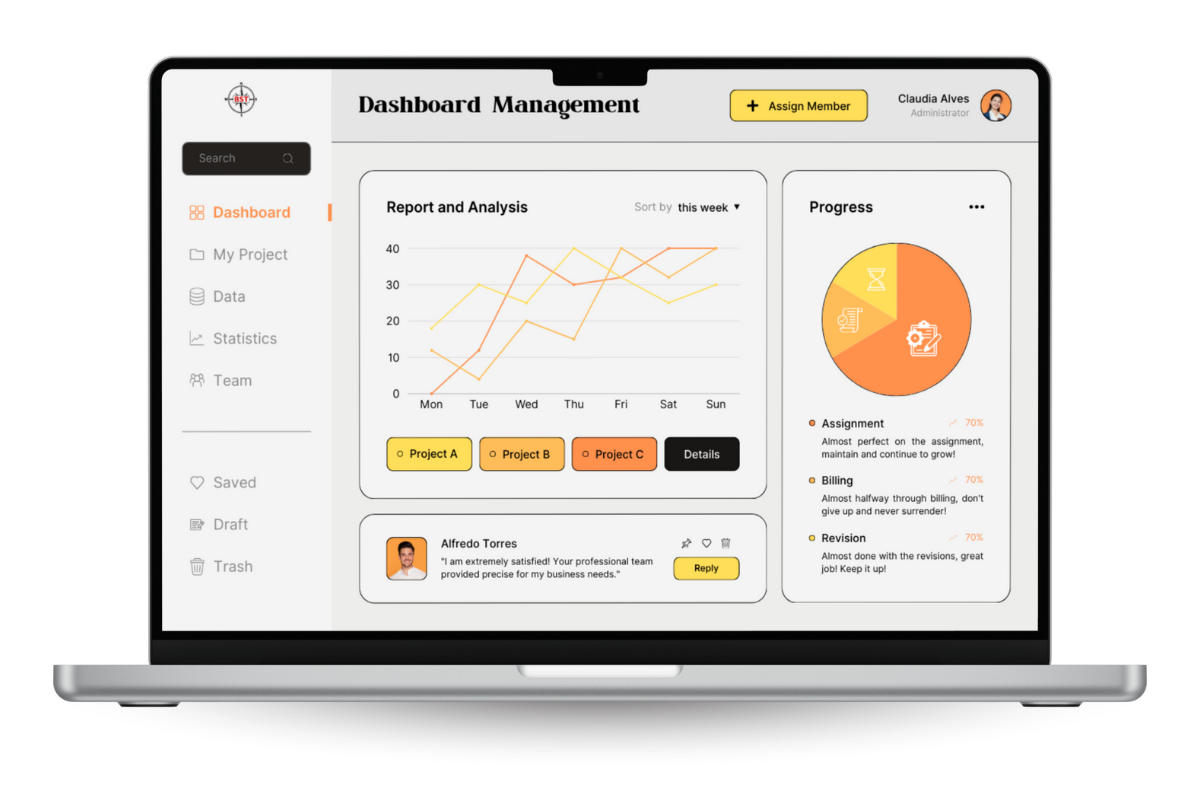 BST
Dashboard Management
Assign Member
Claudia Alves
Administrator
Search
Dashboard
My Project
Data
Statistics
Team
Saved
Draft
Trash
Report and Analysis
Sort by this week
40
30
20
10
0
Mon Tue Wed Thu Fri Sat Sun
Project A
Project B
Project C
Details
Alfredo Torres
"I am extremely satisfied! Your professional team
provided precise for my business needs."
Reply
Progress
Assignment 70%
Almost perfect on the assignment,
maintain and continue to grow!
Billing 70%
Almost halfway through billing, don't
give up and never surrender!
Revision 70%
Almost done with the revisions, great
job! Keep it up!